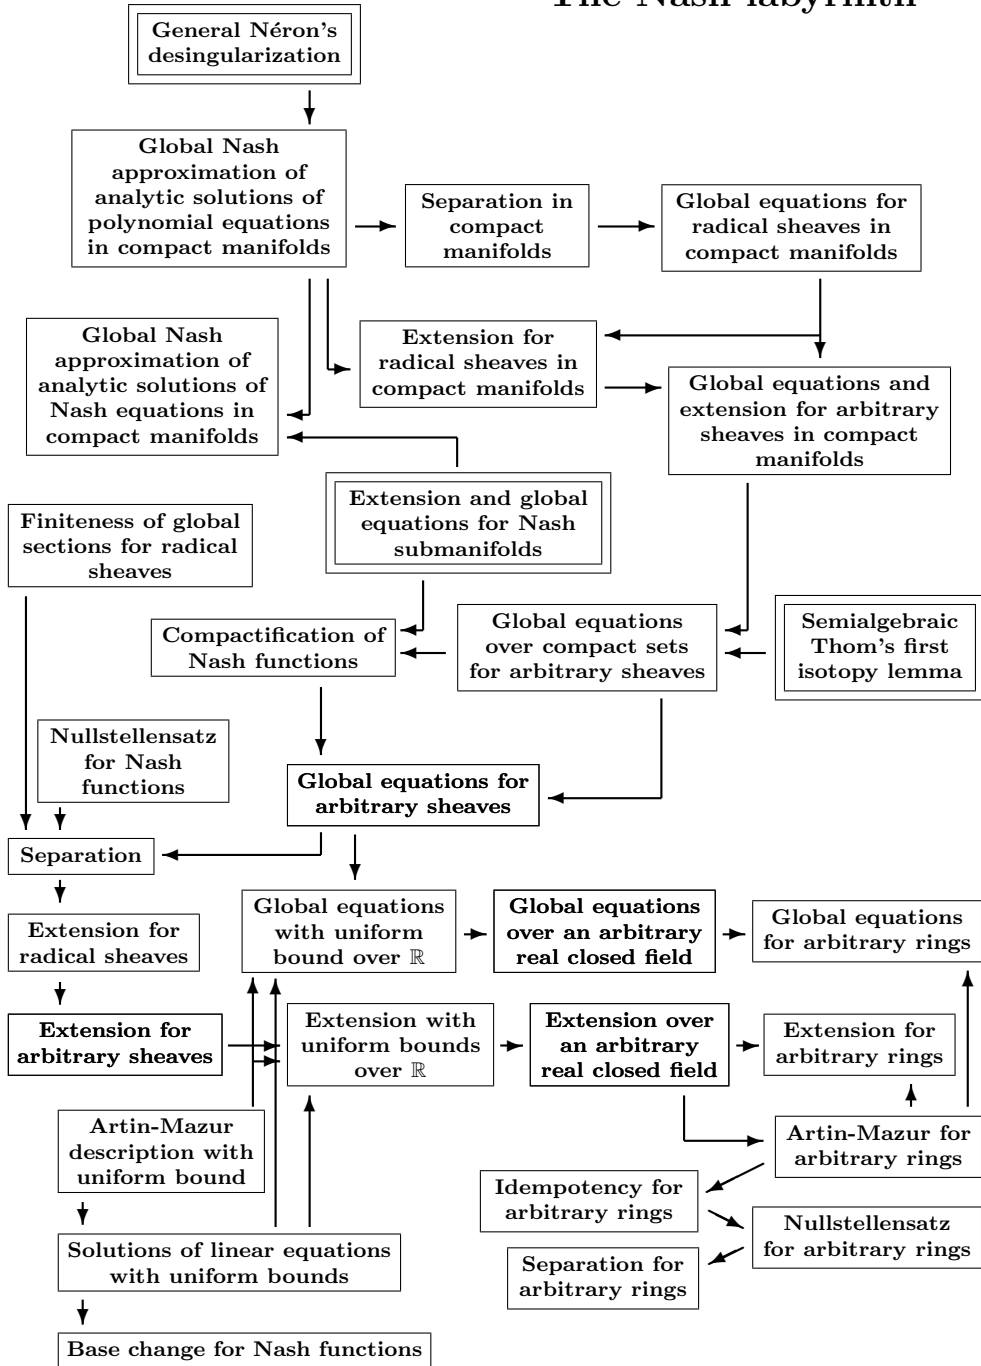 The Nash labyrinth
General Néron's
desingularization
Global Nash
approximation of
analytic solutions of
polynomial equations
in compact manifolds
Separation in
compact
manifolds
Global equations for
radical sheaves in
compact manifolds
Global Nash
approximation of
analytic solutions of
Nash equations in
compact manifolds
Extension for
radical sheaves in
compact manifolds
Global equations and
extension for arbitrary
sheaves in compact
manifolds
Extension and global
equations for Nash
submanifolds
Finiteness of global
sections for radical
sheaves
Compactification of
Nash functions
Global equations
over compact sets
for arbitrary sheaves
Semialgebraic
Thom's first
isotopy lemma
Nullstellensatz
for Nash
functions
Global equations for
arbitrary sheaves
Separation
Extension for
radical sheaves
Global equations
with uniform
bound over ℝ
Global equations
over an arbitrary
real closed field
Global equations
for arbitrary rings
Extension for
arbitrary sheaves
Extension with
uniform bounds
over ℝ
Extension over
an arbitrary
real closed field
Extension for
arbitrary rings
Artin-Mazur
description with
uniform bound
Artin-Mazur for
arbitrary rings
Idempotency for
arbitrary rings
Nullstellensatz
for arbitrary rings
Solutions of linear equations
with uniform bounds
Separation for
arbitrary rings
Base change for Nash functions